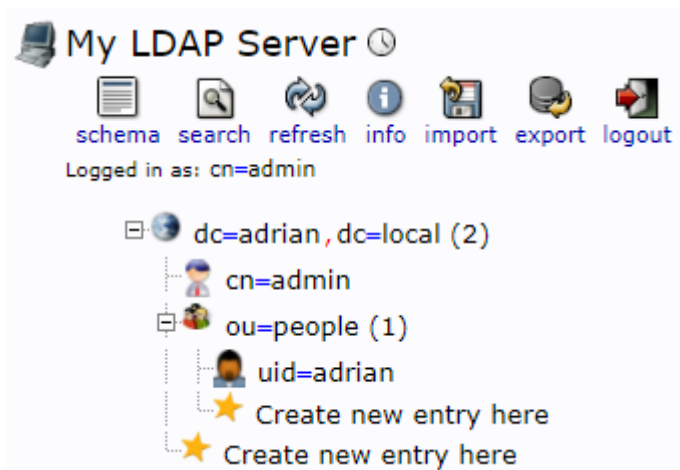 My LDAP Server
schema search refresh info import export logout
Logged in as: cn=admin
dc=adrian,dc=local (2)
cn=admin
ou=people (1)
uid=adrian
Create new entry here
Create new entry here